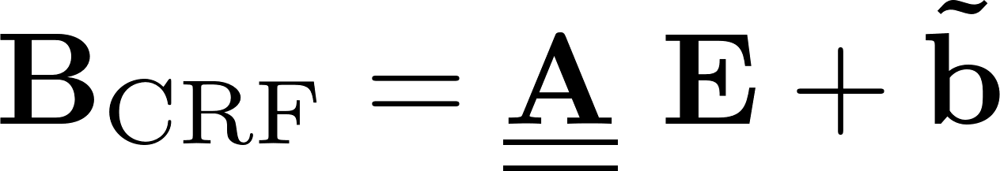 B_CRF = A̳ E + b̃